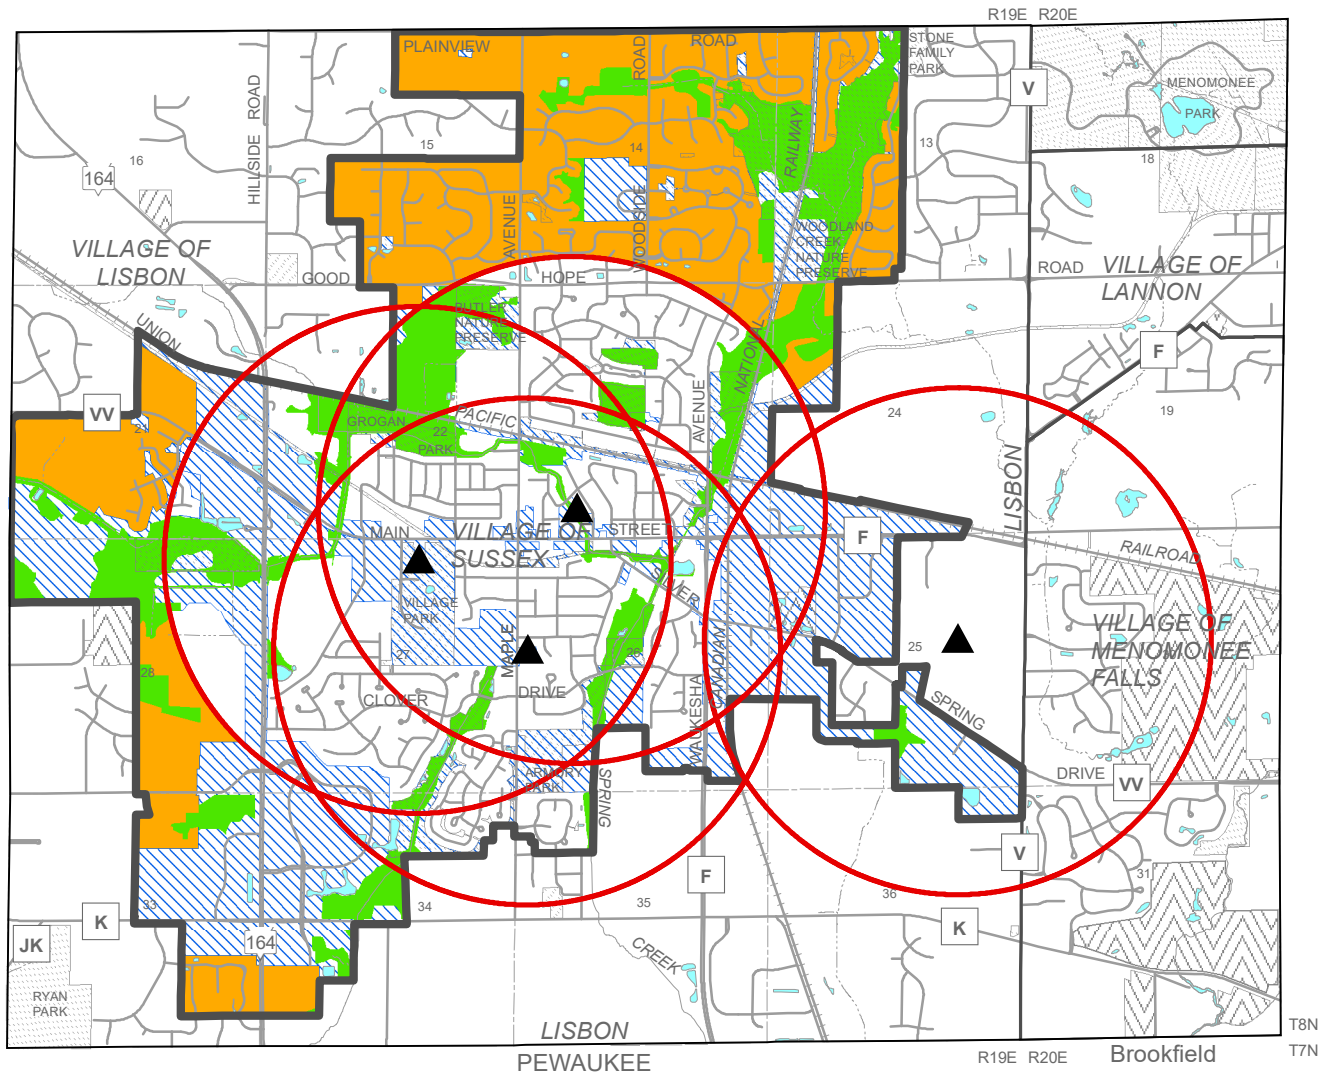 R19E R20E
PLAINVIEW
ROAD
ROAD
STONE
FAMILY
PARK
V
MENOMONEE
PARK
HILLSIDE ROAD
RAILWAY
16
15
14
13
18
164
AVENUE
WOODSIDE
WOODLAND
CREEK
NATURE
PRESERVE
VILLAGE OF
LISBON
GOOD
HOPE
ROAD
VILLAGE OF
LANNON
UNION
BUTLER
NATURE
PRESERVE
NATIONAL
V
F
VV
21
GROGAN
PARK
22
PACIFIC
AVENUE
24
19
LISBON
MAIN
VILLAGE OF
SUSSEX
STREET
F
RAILROAD
SILVER
VILLAGE
PARK
MAPLE
25
VILLAGE OF
MENOMONEE
FALLS
28
27
26
CLOVER
DRIVE
CANADIAN
WAUKESHA
SPRING
ARMORY
PARK
SPRING
DRIVE
VV
V
F
31
33
34
35
36
K
K
JK
164
CREEK
RYAN
PARK
LISBON
PEWAUKEE
T8N
T7N
R19E R20E
Brookfield